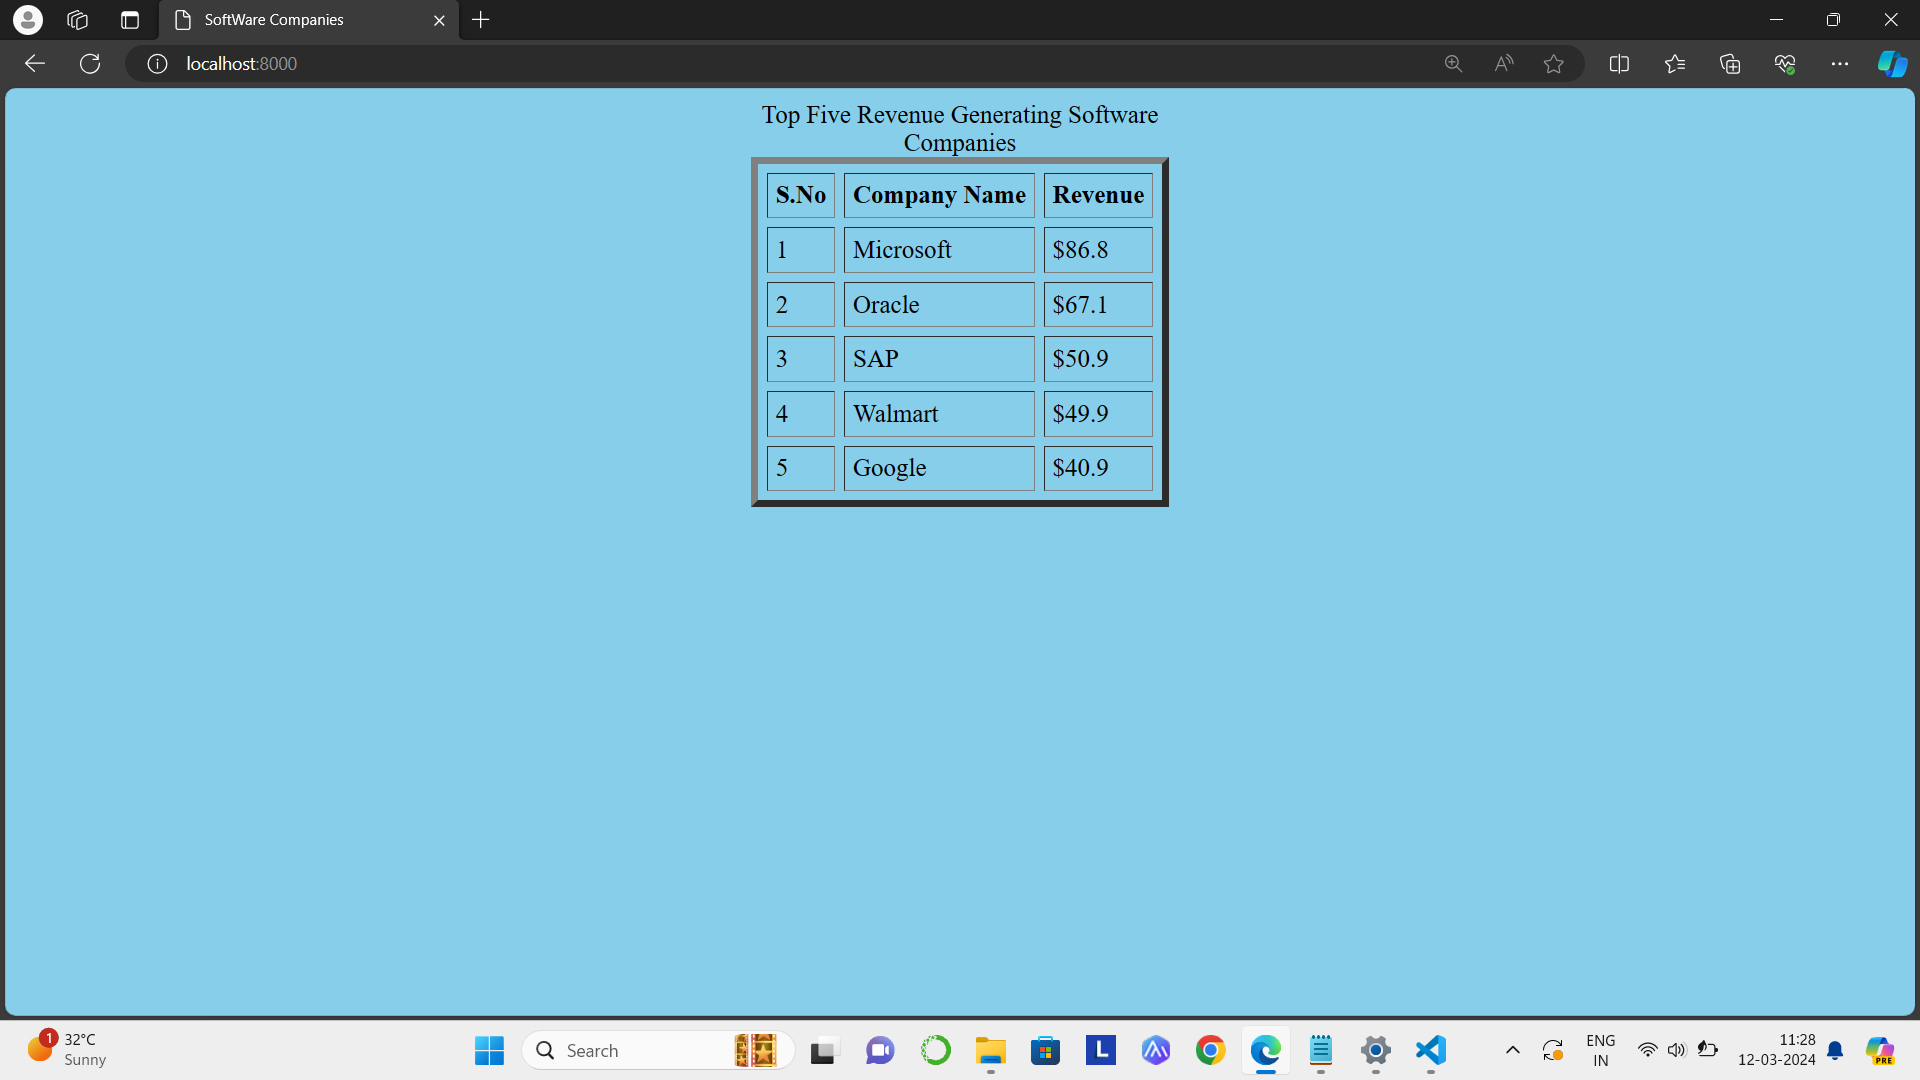 SoftWare Companies
localhost:8000
Top Five Revenue Generating Software
Companies
S.No Company Name Revenue
1 Microsoft $86.8
2 Oracle $67.1
3 SAP $50.9
4 Walmart $49.9
5 Google $40.9
1
32°C
Sunny
Search
L
ENG
IN
11:28
12-03-2024
PRE